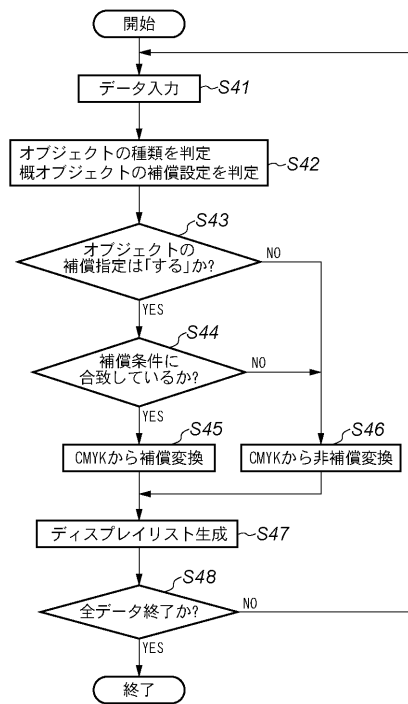 開始
データ入力
S41
オブジェクトの種類を判定
概オブジェクトの補償設定を判定
S42
S43
オブジェクトの
補償指定は「する」か?
NO
YES
S44
補償条件に
合致しているか?
NO
YES
S45
CMYKから補償変換
S46
CMYKから非補償変換
ディスプレイリスト生成
S47
S48
全データ終了か?
NO
YES
終了